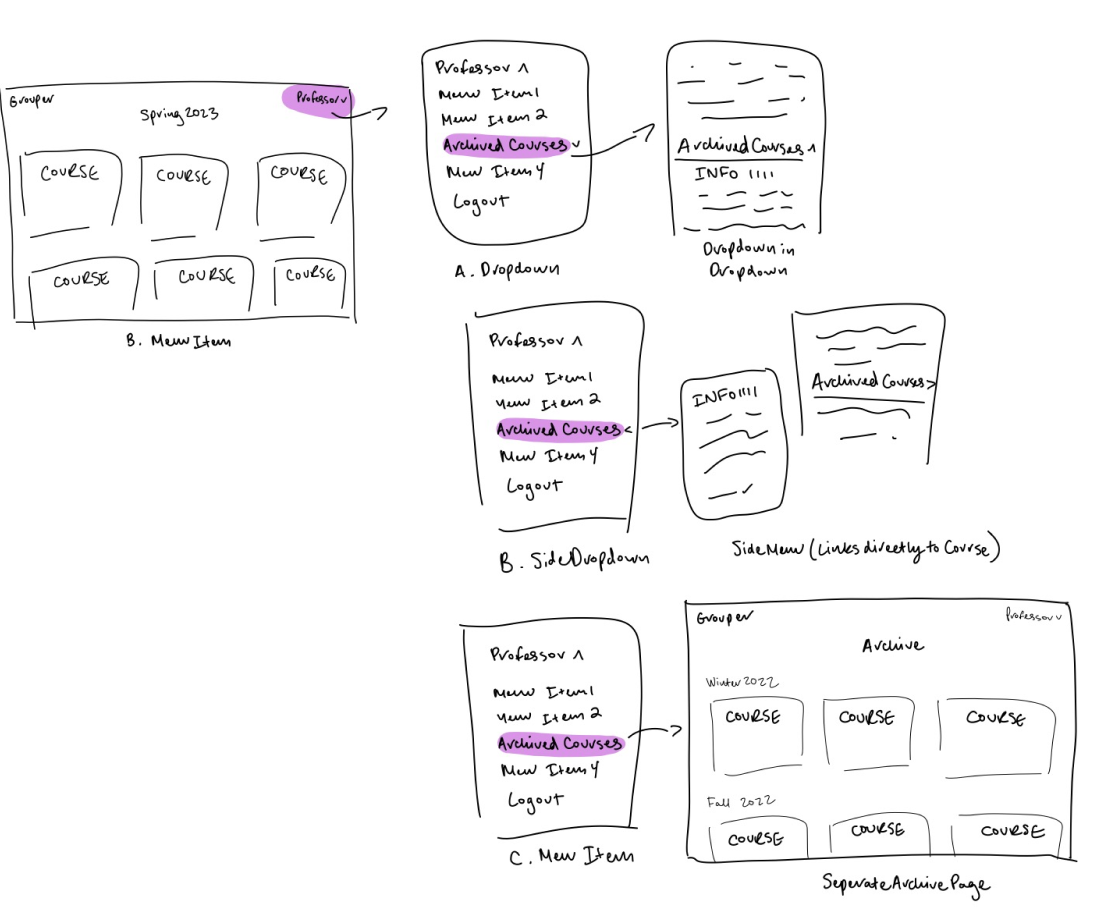 Grouper
Spring 2023
Professor v
COURSE
COURSE
COURSE
COURSE
COURSE
COURSE
B. Menu Item
Professor ^
Menu Item 1
Menu Item 2
Archived Courses v
Menu Item 4
Logout
A. Dropdown
Archived Courses ^
INFO !!!!
Dropdown in
Dropdown
Professor ^
Menu Item 1
Menu Item 2
Archived Courses <
Menu Item 4
Logout
B. Side Dropdown
INFO !!!!
Archived Courses >
Side Menu (Links directly to Course)
Professor ^
Menu Item 1
Menu Item 2
Archived Courses
Menu Item 4
Logout
C. Menu Item
Grouper
Professor v
Archive
Winter 2022
COURSE
COURSE
COURSE
Fall 2022
COURSE
COURSE
COURSE
Seperate Archive Page